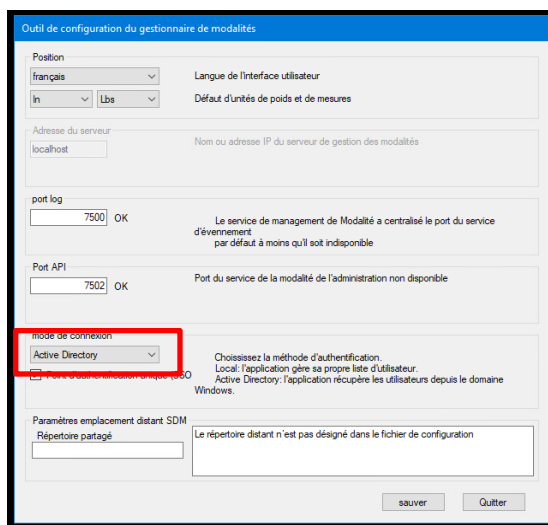 Outil de configuration du gestionnaire de modalités
Position
français
Langue de l'interface utilisateur
In
Lbs
Défaut d'unités de poids et de mesures
Adresse du serveur
localhost
Nom ou adresse IP du serveur de gestion des modalités
port log
7500
OK
Le service de management de Modalité a centralisé le port du service
d'évennement
par défaut à moins qu'il soit indisponible
Port API
7502
OK
Port du service de la modalité de l'administration non disponible
mode de connexion
Active Directory
Choississez la méthode d'authentification.
Local: l'application gère sa propre liste d'utilisateur.
Point d'authentification unique (SSO
Active Directory: l'application récupère les utilisateurs depuis le domaine
Windows.
Paramètres emplacement distant SDM
Répertoire partagé
Le répertoire distant n'est pas désigné dans le fichier de configuration
sauver
Quitter